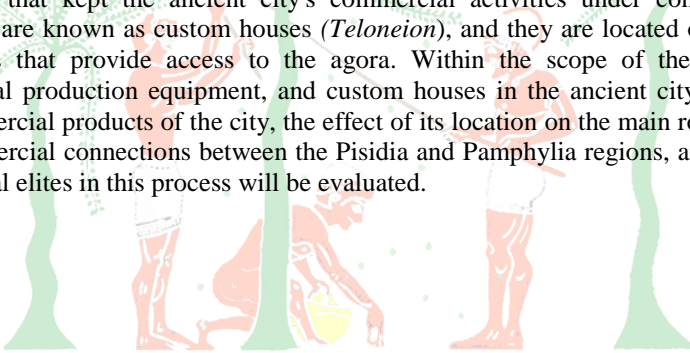 that kept the ancient city's commercial activities under con
are known as custom houses (Teloneion), and they are located
s that provide access to the agora. Within the scope of the
al production equipment, and custom houses in the ancient city
ercial products of the city, the effect of its location on the main r
ercial connections between the Pisidia and Pamphylia regions, a
al elites in this process will be evaluated.